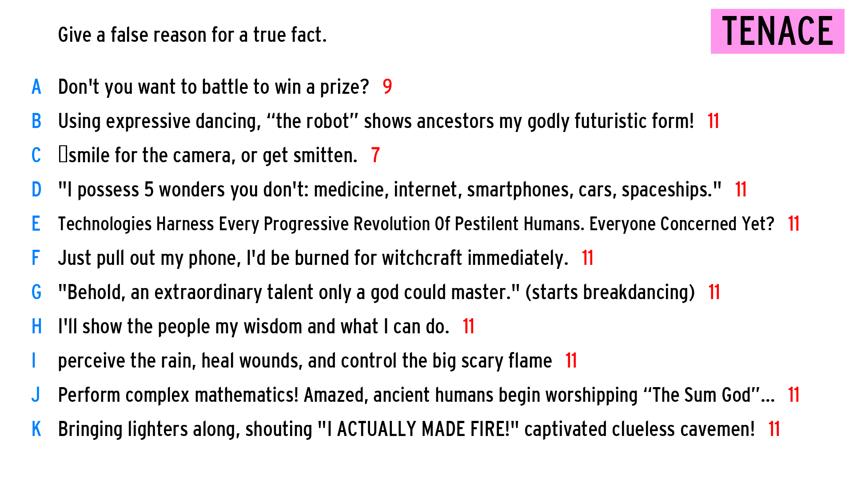 Give a false reason for a true fact.
TENACE
A Don't you want to battle to win a prize? 9
B Using expressive dancing, “the robot” shows ancestors my godly futuristic form! 11
C ▯smile for the camera, or get smitten. 7
D "I possess 5 wonders you don't: medicine, internet, smartphones, cars, spaceships." 11
E Technologies Harness Every Progressive Revolution Of Pestilent Humans. Everyone Concerned Yet? 11
F Just pull out my phone, I'd be burned for witchcraft immediately. 11
G "Behold, an extraordinary talent only a god could master." (starts breakdancing) 11
H I'll show the people my wisdom and what I can do. 11
I perceive the rain, heal wounds, and control the big scary flame 11
J Perform complex mathematics! Amazed, ancient humans begin worshipping “The Sum God”... 11
K Bringing lighters along, shouting "I ACTUALLY MADE FIRE!" captivated clueless cavemen! 11